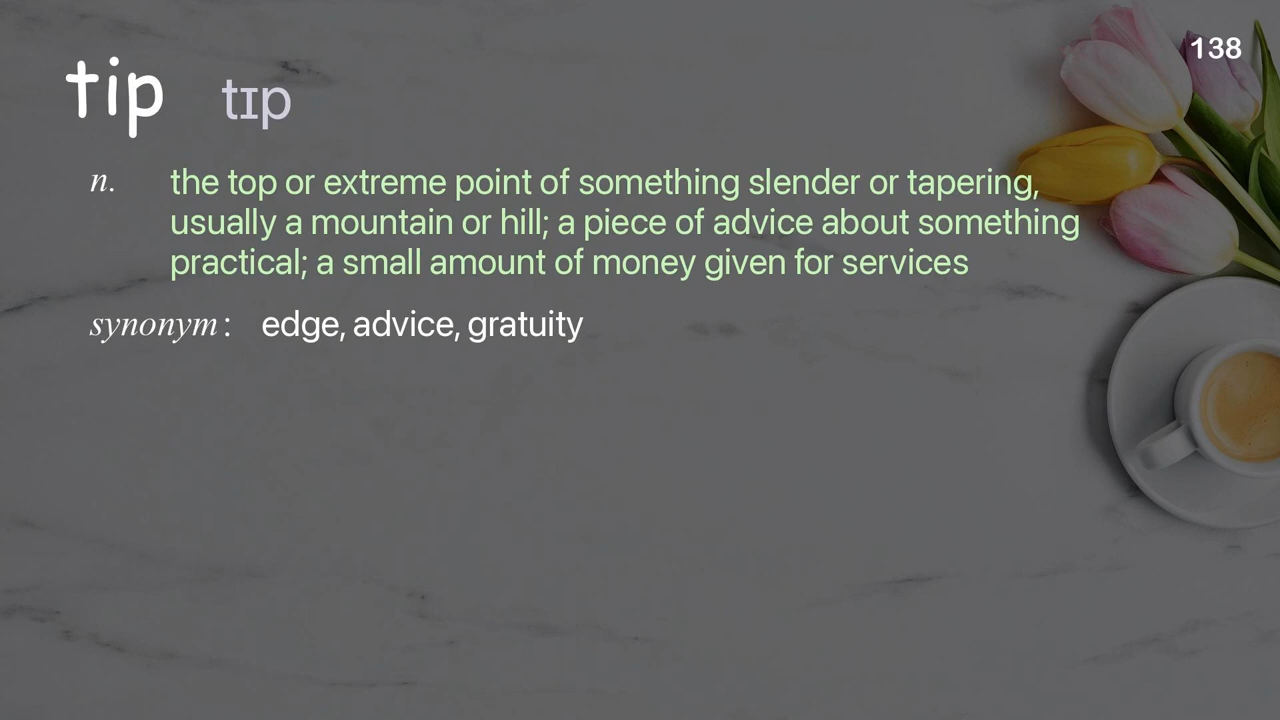 138
tip tɪp
n. the top or extreme point of something slender or tapering,
usually a mountain or hill; a piece of advice about something
practical; a small amount of money given for services
synonym: edge, advice, gratuity